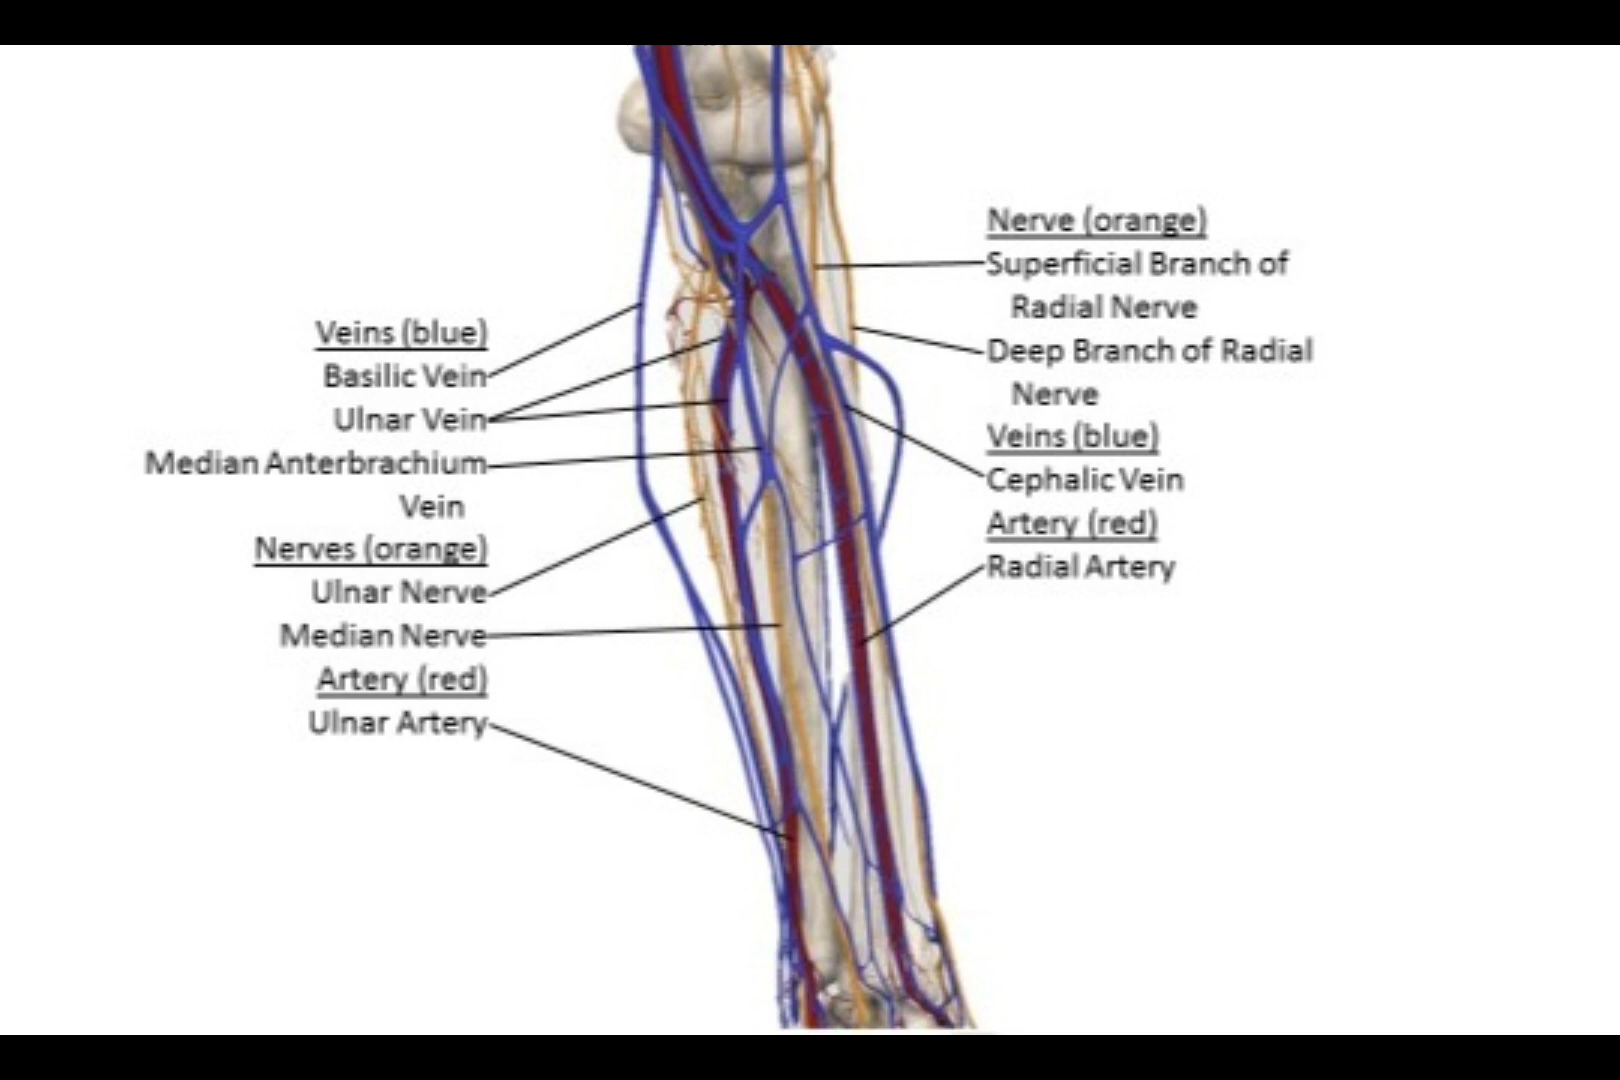 Veins (blue)
Basilic Vein
Ulnar Vein
Median Anterbrachium
Vein
Nerves (orange)
Ulnar Nerve
Median Nerve
Artery (red)
Ulnar Artery
Nerve (orange)
Superficial Branch of
Radial Nerve
Deep Branch of Radial
Nerve
Veins (blue)
Cephalic Vein
Artery (red)
Radial Artery